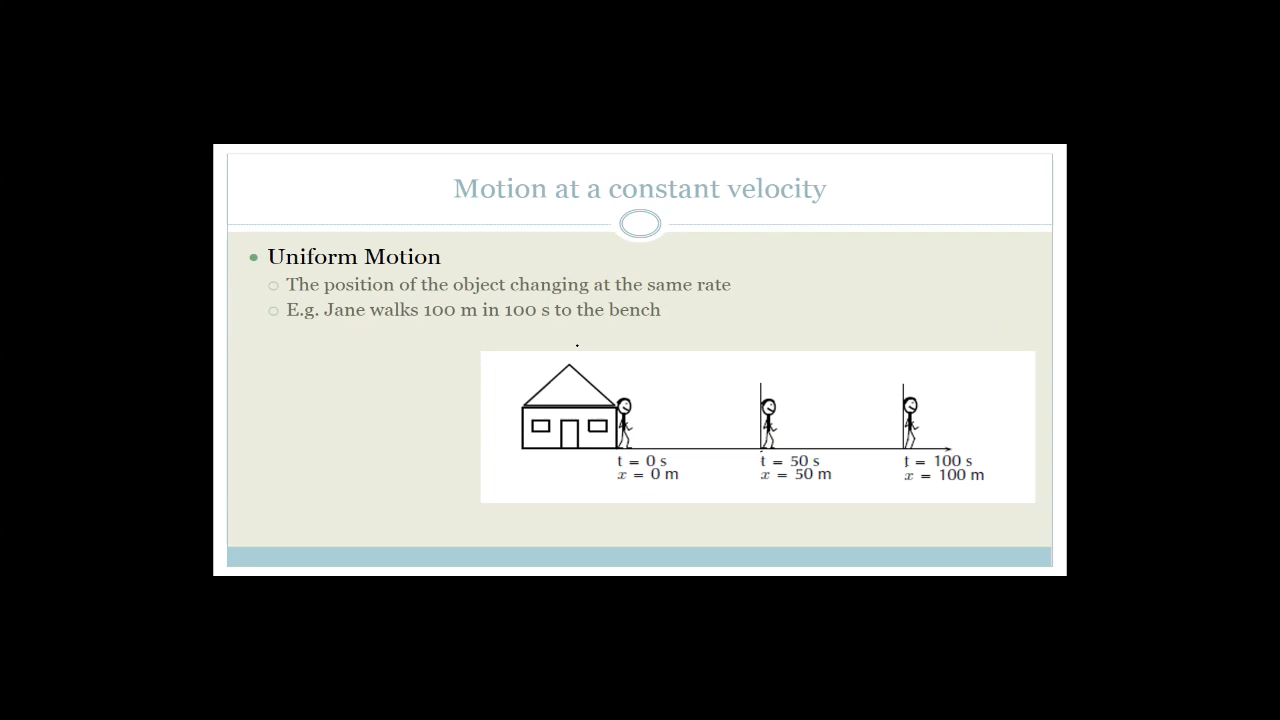 Motion at a constant velocity
Uniform Motion
The position of the object changing at the same rate
E.g. Jane walks 100 m in 100 s to the bench
t = 0 s
x = 0 m
t = 50 s
x = 50 m
t = 100 s
x = 100 m